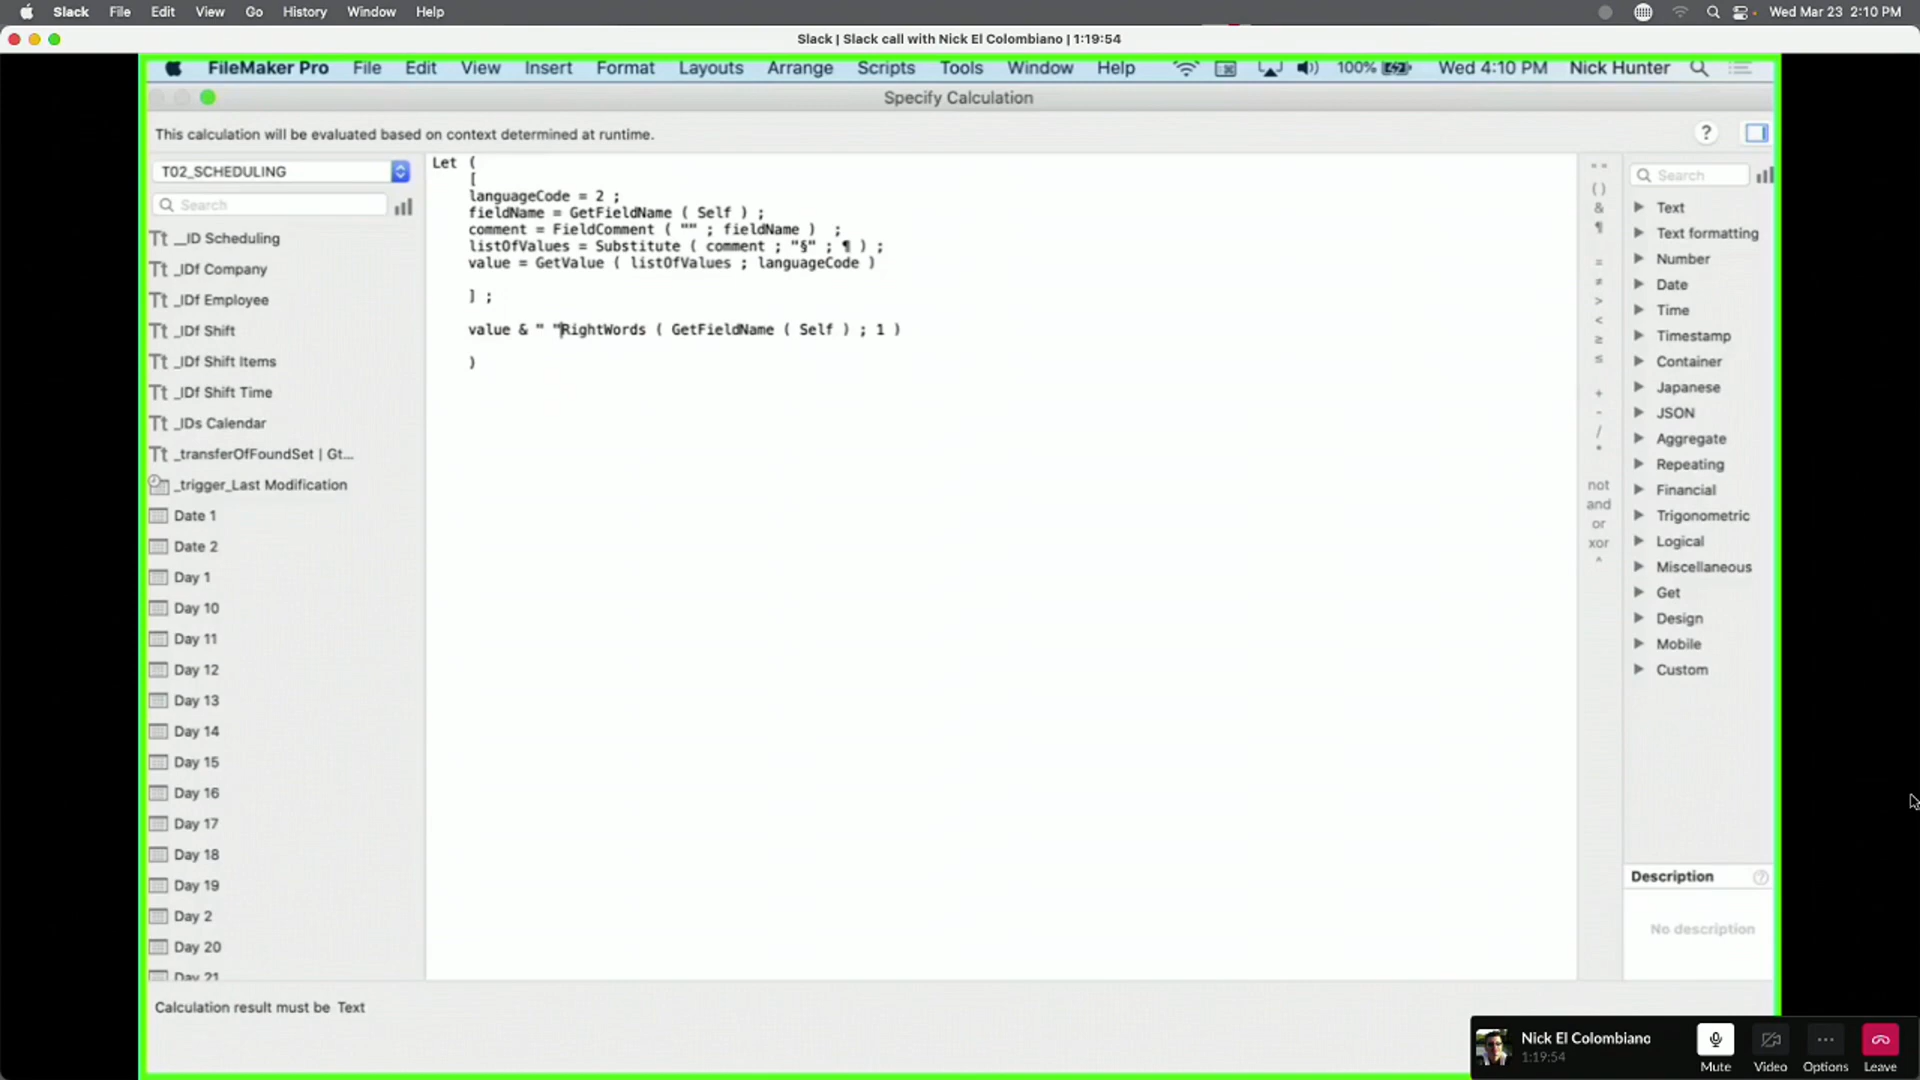 Slack File Edit View Go History Window Help Wed Mar 23 2:10 PM
Slack | Slack call with Nick El Colombiano | 1:19:54
FileMaker Pro File Edit View Insert Format Layouts Arrange Scripts Tools Window Help 100% Wed 4:10 PM Nick Hunter
Specify Calculation
This calculation will be evaluated based on context determined at runtime.
?
T02_SCHEDULING
Search
__ID Scheduling
_IDf Company
_IDf Employee
_IDf Shift
_IDf Shift Items
_IDf Shift Time
_IDs Calendar
_transferOfFoundSet | Gt...
_trigger_Last Modification
Date 1
Date 2
Day 1
Day 10
Day 11
Day 12
Day 13
Day 14
Day 15
Day 16
Day 17
Day 18
Day 19
Day 2
Day 20
Day 21
Let (
[
languageCode = 2 ;
fieldName = GetFieldName ( Self ) ;
comment = FieldComment ( "" ; fieldName ) ;
listOfValues = Substitute ( comment ; "§" ; ¶ ) ;
value = GetValue ( listOfValues ; languageCode )
] ;
value & " "RightWords ( GetFieldName ( Self ) ; 1 )
)
" "
( )
&
¶
=
≠
>
<
≥
≤
+
-
/
*
not
and
or
xor
^
Search
Text
Text formatting
Number
Date
Time
Timestamp
Container
Japanese
JSON
Aggregate
Repeating
Financial
Trigonometric
Logical
Miscellaneous
Get
Design
Mobile
Custom
Description ?
No description
Calculation result must be Text
Nick El Colombiano
1:19:54
Mute Video Options Leave